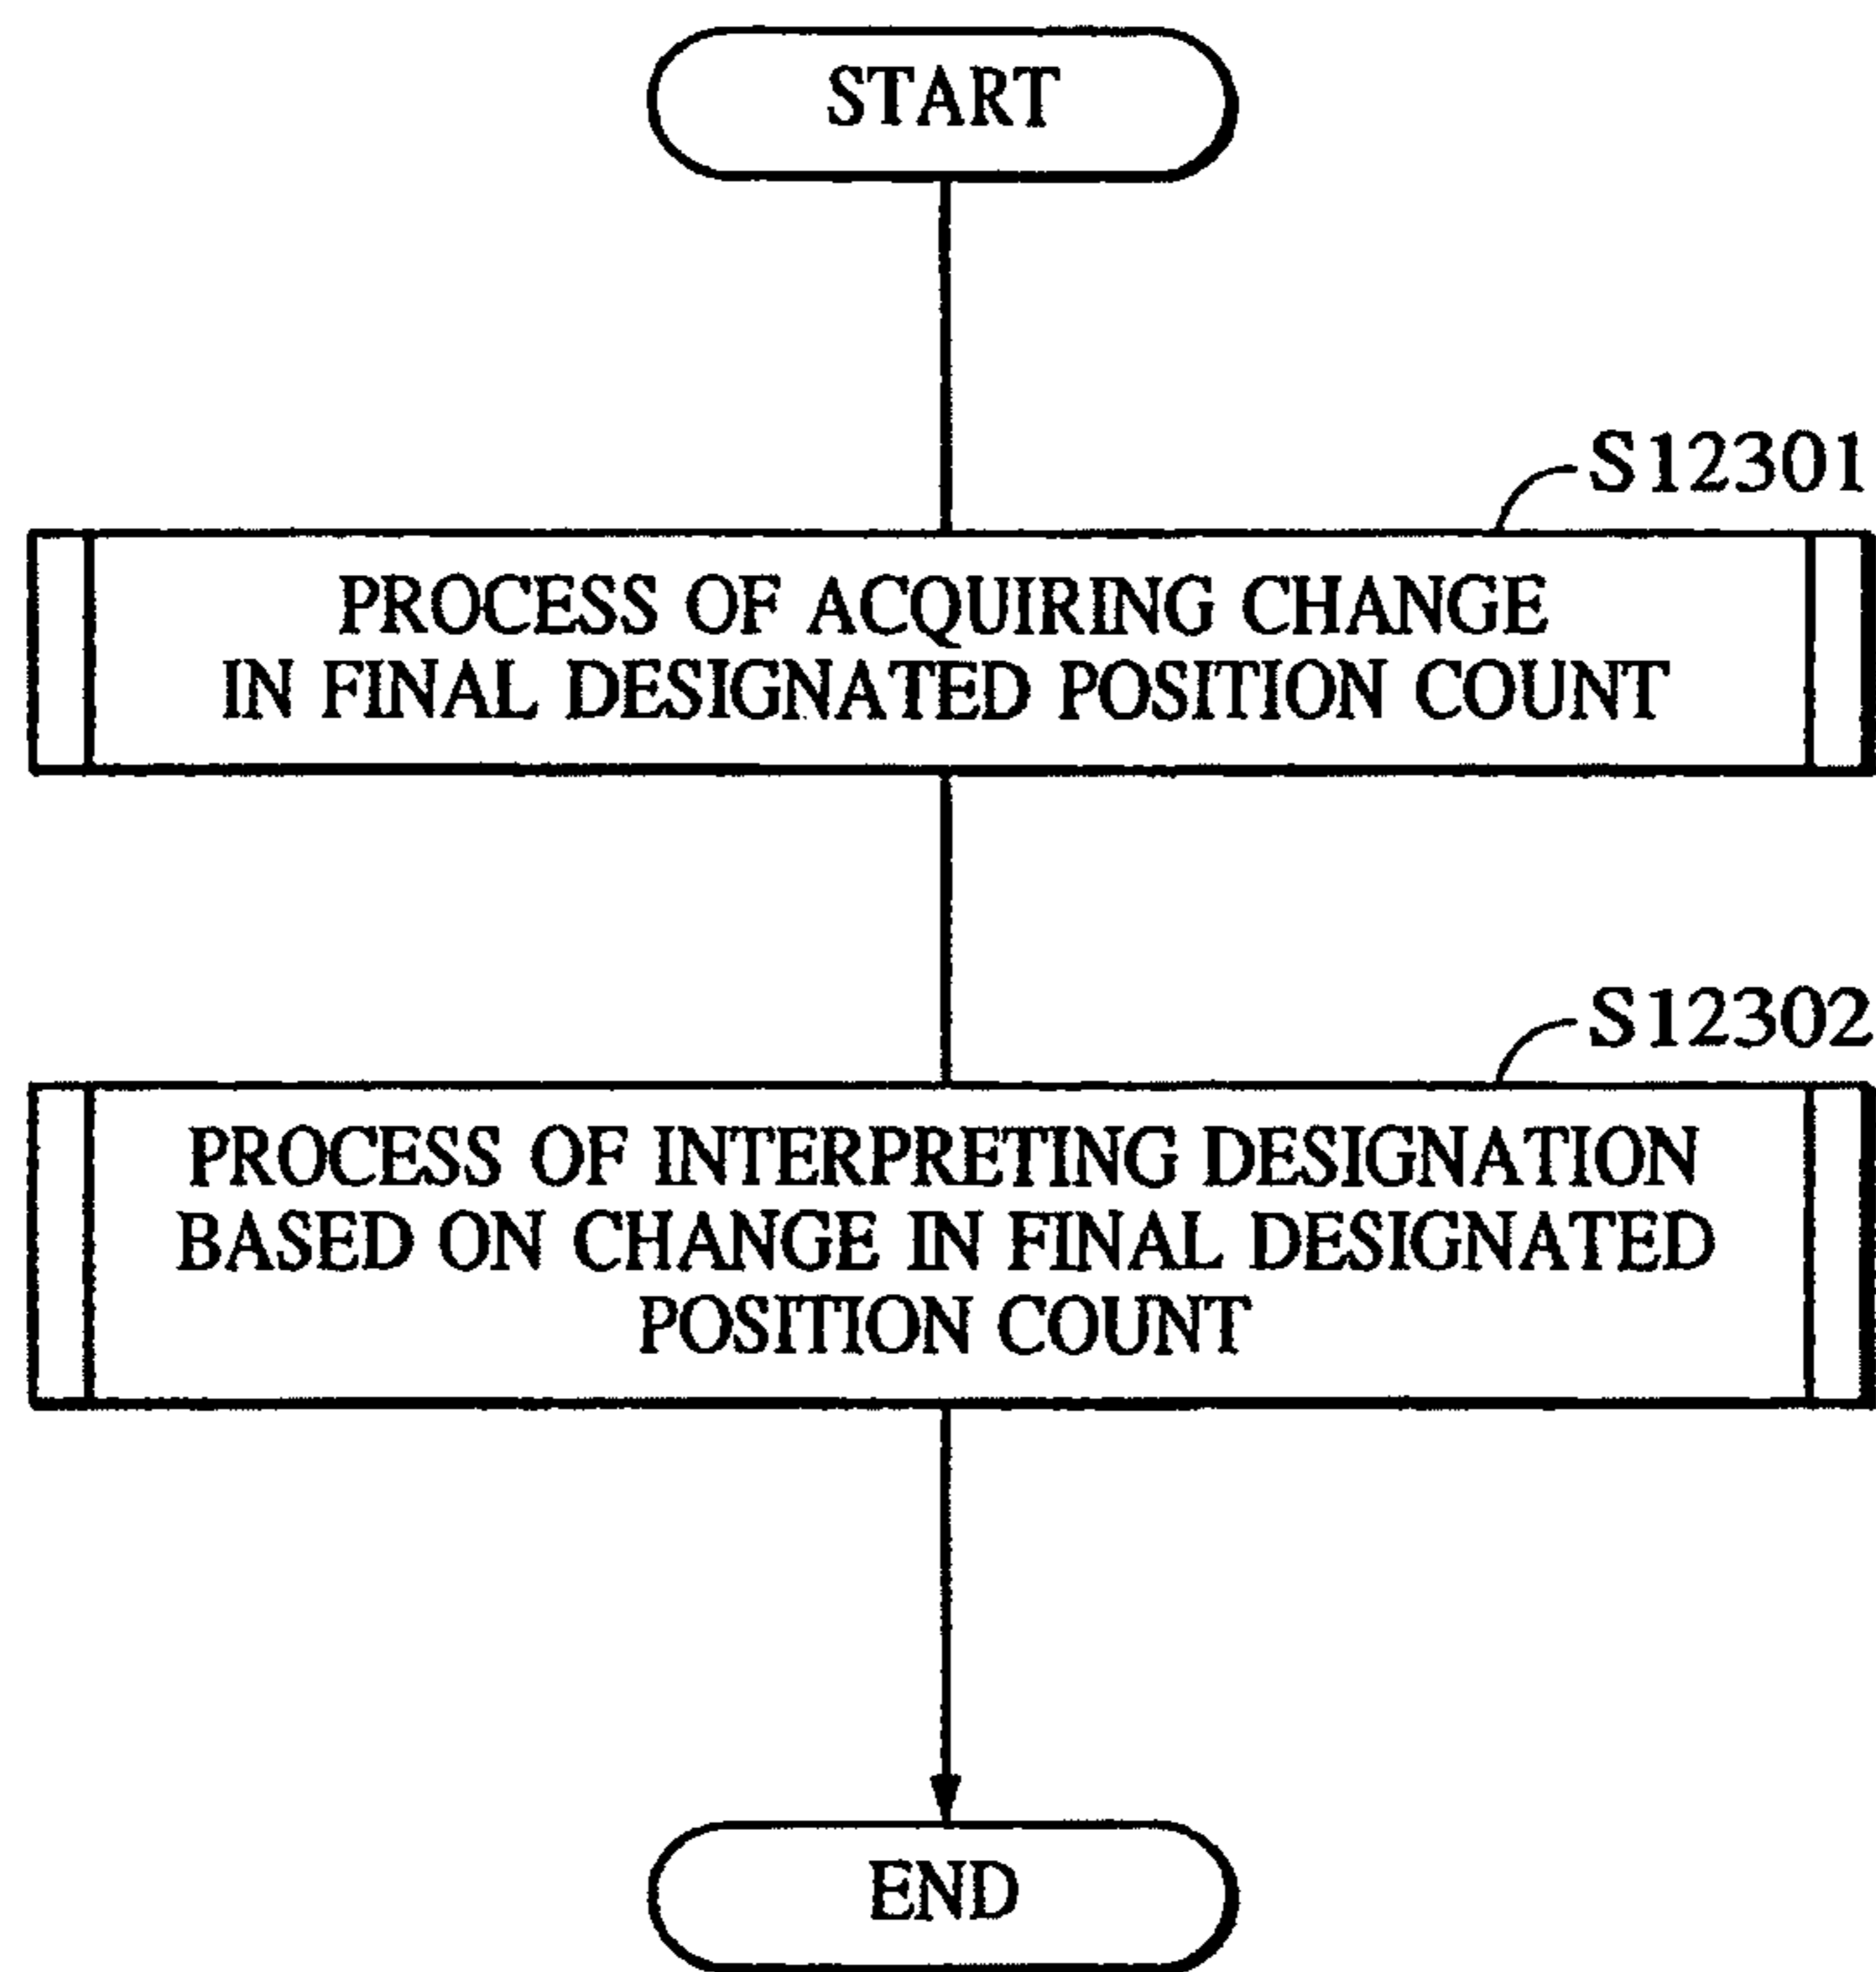 START
S12301
PROCESS OF ACQUIRING CHANGE
IN FINAL DESIGNATED POSITION COUNT
S12302
PROCESS OF INTERPRETING DESIGNATION
BASED ON CHANGE IN FINAL DESIGNATED
POSITION COUNT
END